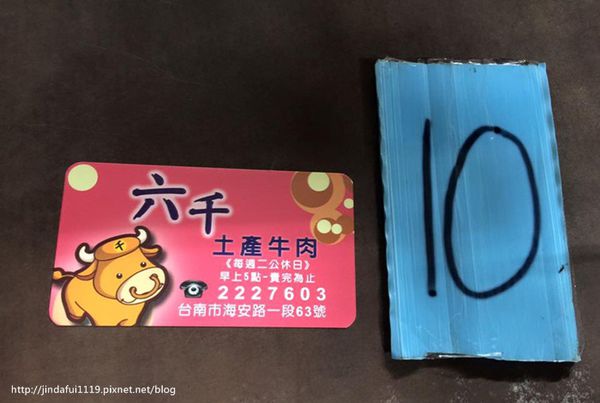 六千
土產牛肉
《每週二公休日》
早上5點-賣完為止
2227603
台南市海安路一段63號
千
10
http://jindafui1119.pixnet.net/blog